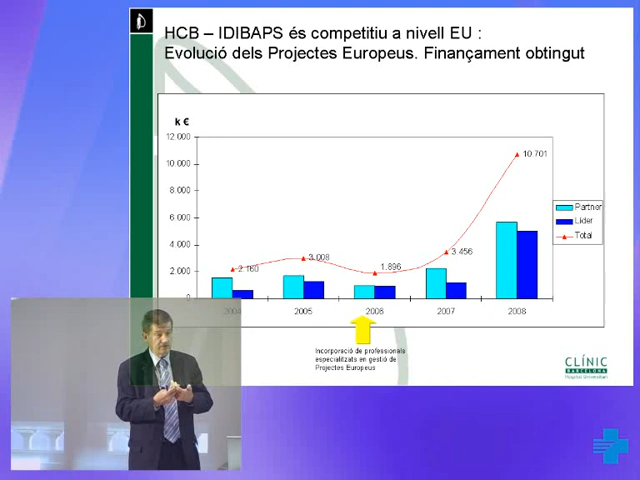 HCB – IDIBAPS és competitiu a nivell EU :
Evolució dels Projectes Europeus. Finançament obtingut
k €
12.000
10.000
8.000
6.000
4.000
2.000
0
2.160
3.008
1.896
3.456
10.701
Partner
Líder
Total
2004
2005
2006
2007
2008
Incorporació de professionals
especialitzats en gestió de
Projectes Europeus
CLÍNIC
BARCELONA
Hospital Universitari